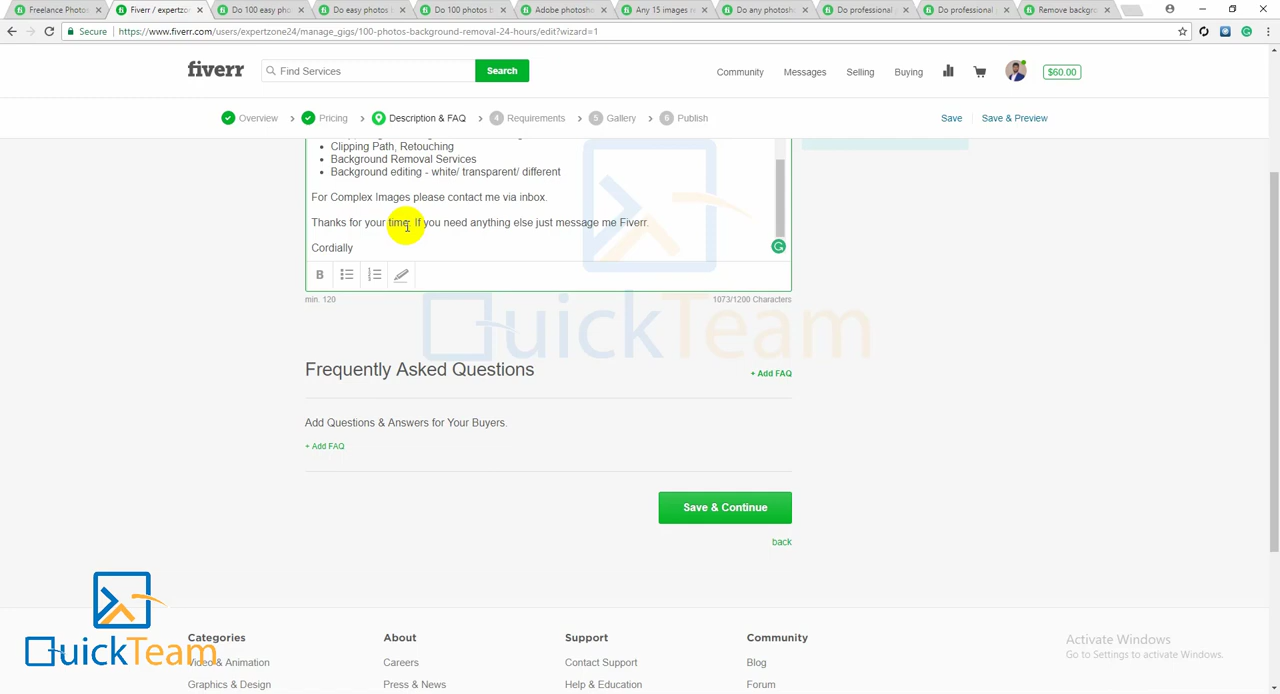 Freelance Photos
Fiverr / expertzo
Do 100 easy pho
Do easy photos
Do 100 photos b
Adobe photosh
Any 15 images r
Do any photosh
Do professional
Do professional
Remove backgr
Secure
https://www.fiverr.com/users/expertzone24/manage_gigs/100-photos-background-removal-24-hours/edit?wizard=1
fiverr
Find Services
Search
Community
Messages
Selling
Buying
$60.00
Overview
Pricing
Description & FAQ
4 Requirements
5 Gallery
6 Publish
Save
Save & Preview
• Clipping Path, Retouching
• Background Removal Services
• Background editing - white/ transparent/ different
For Complex Images please contact me via inbox.
Thanks for your time. If you need anything else just message me Fiverr.
Cordially
B
min. 120
1073/1200 Characters
QuickTeam
Frequently Asked Questions
+ Add FAQ
Add Questions & Answers for Your Buyers.
+ Add FAQ
Save & Continue
back
QuickTeam
Activate Windows
Go to Settings to activate Windows.
Categories
About
Support
Community
Video & Animation
Careers
Contact Support
Blog
Graphics & Design
Press & News
Help & Education
Forum